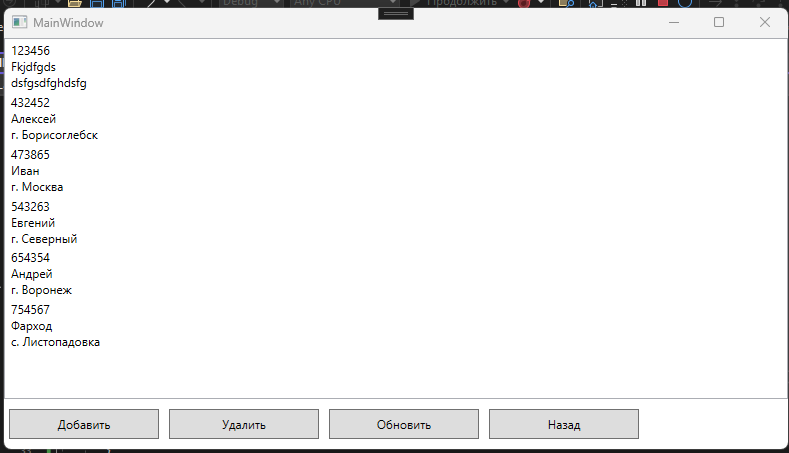 Debug
Any CPU
Продолжить
MainWindow
123456
Fkjdfgds
dsfgsdfghdsfg
432452
Алексей
г. Борисоглебск
473865
Иван
г. Москва
543263
Евгений
г. Северный
654354
Андрей
г. Воронеж
754567
Фарход
с. Листопадовка
Добавить
Удалить
Обновить
Назад